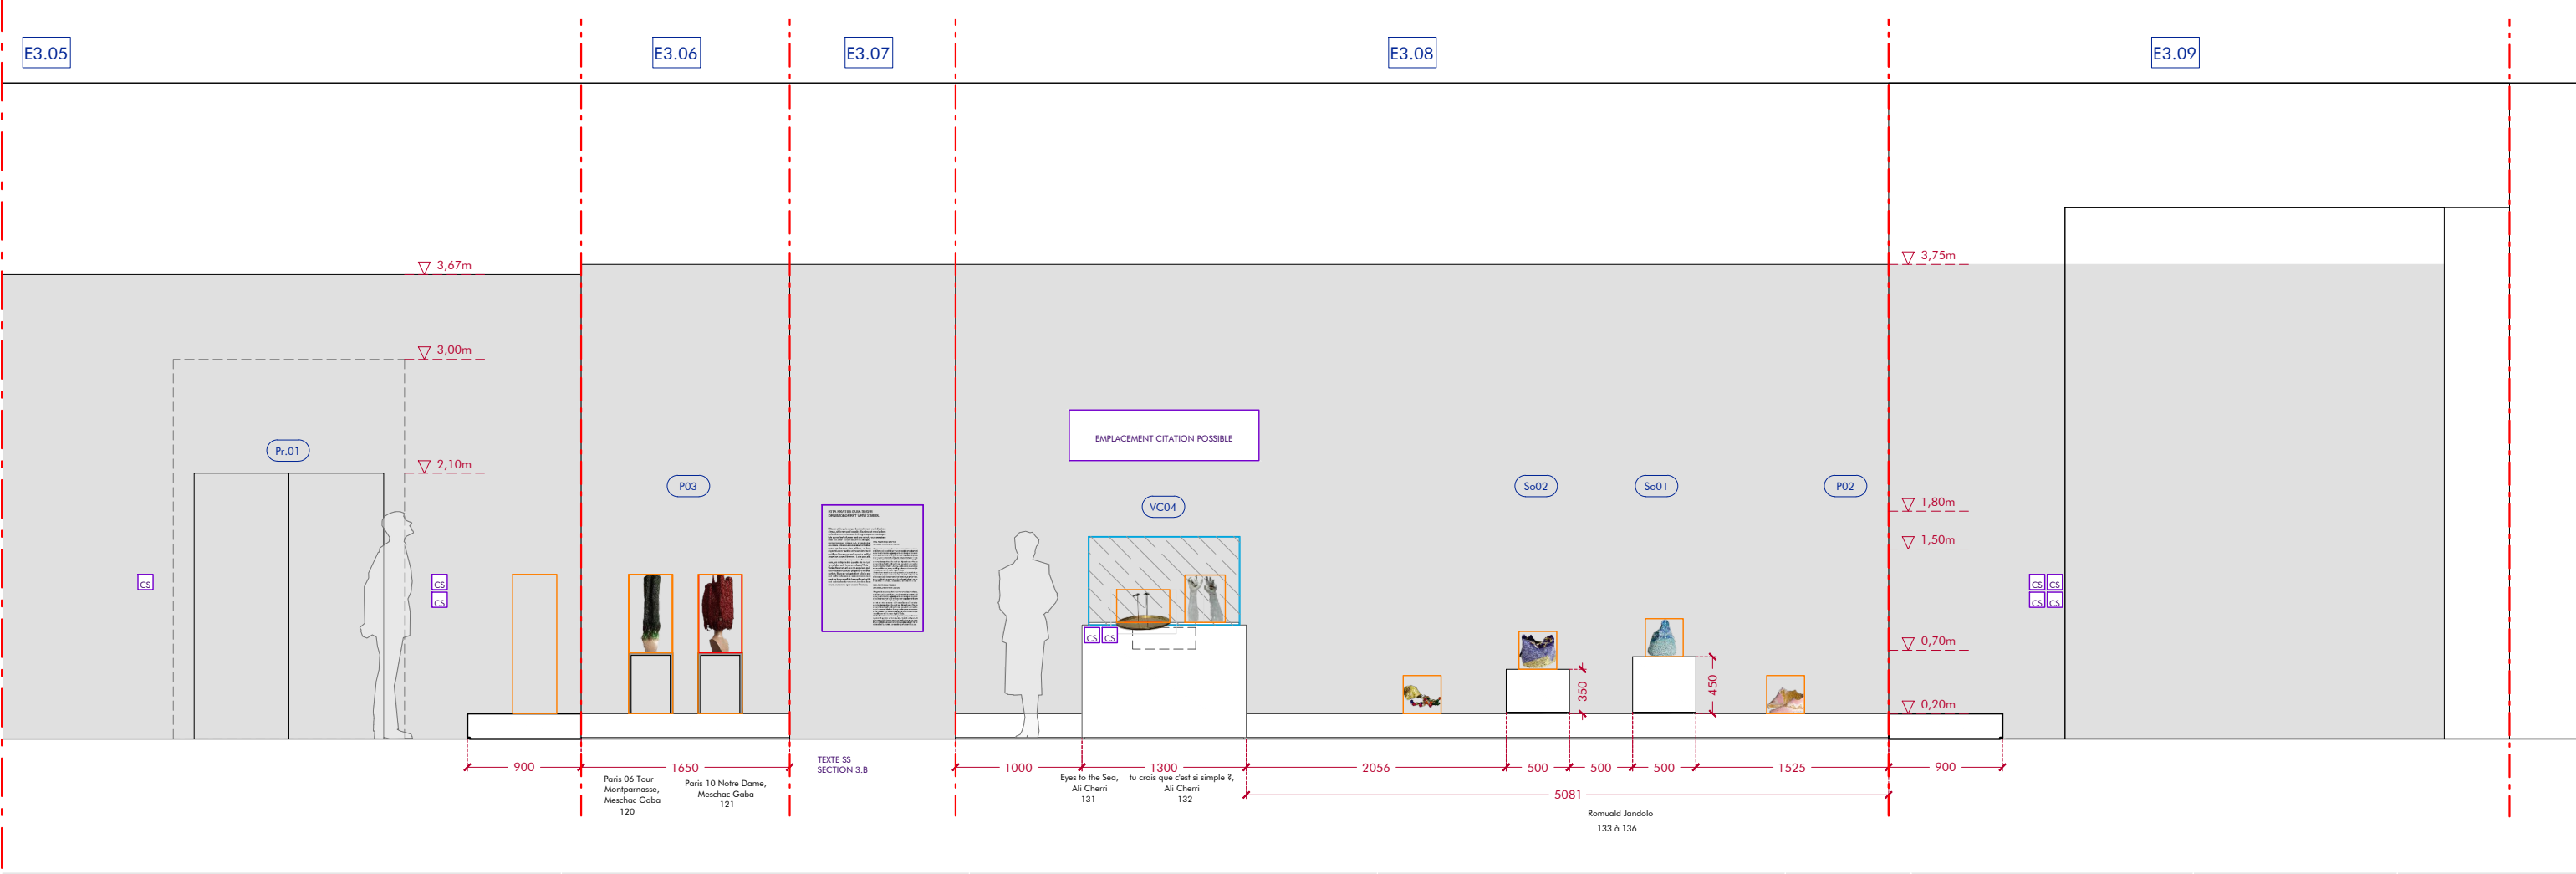 E3.05
E3.06
E3.07
E3.08
E3.09
3,67m
3,75m
3,00m
2,10m
Pr.01
P03
EMPLACEMENT CITATION POSSIBLE
VC04
So02
So01
P02
1,80m
1,50m
0,70m
0,20m
CS
CS
CS
CS CS
CS CS
CS CS
350
450
900
1650
1000
1300
2056
500
500
500
1525
900
5081
Paris 06 Tour
Montparnasse,
Meschac Gaba
120
Paris 10 Notre Dame,
Meschac Gaba
121
TEXTE SS
SECTION 3.B
Eyes to the Sea,
Ali Cherri
131
tu crois que c'est si simple ?,
Ali Cherri
132
Romuald Jandolo
133 à 136